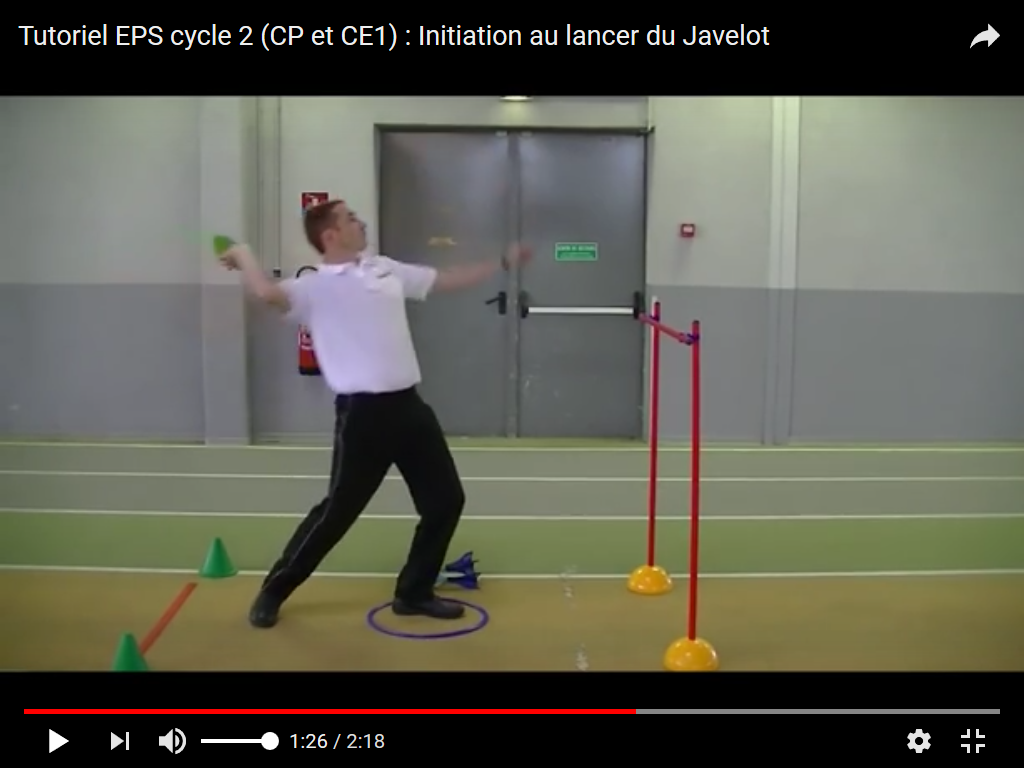 Tutoriel EPS cycle 2 (CP et CE1) : Initiation au lancer du Javelot
1:26 / 2:18